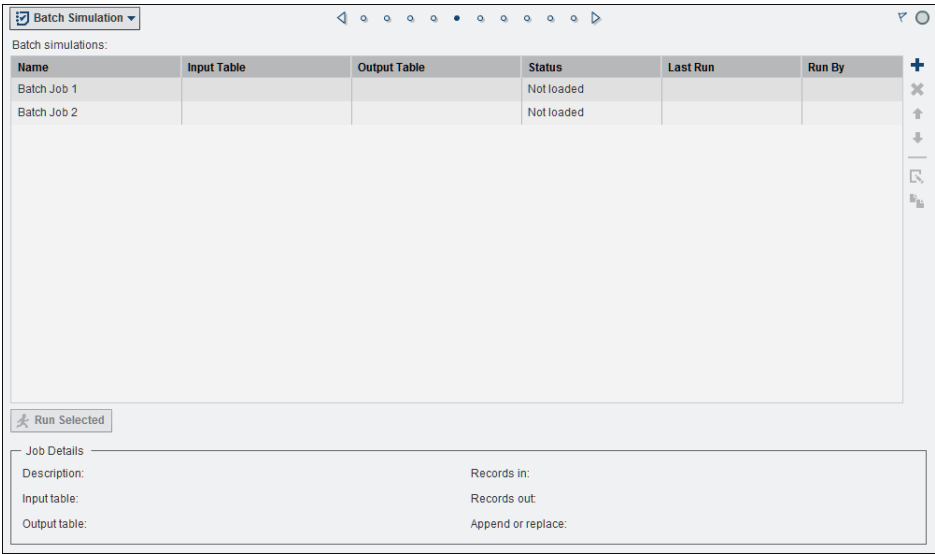 Batch Simulation
Batch simulations:
Name Input Table Output Table Status Last Run Run By
Batch Job 1 Not loaded
Batch Job 2 Not loaded
Run Selected
Job Details
Description: Records in:
Input table: Records out:
Output table: Append or replace: